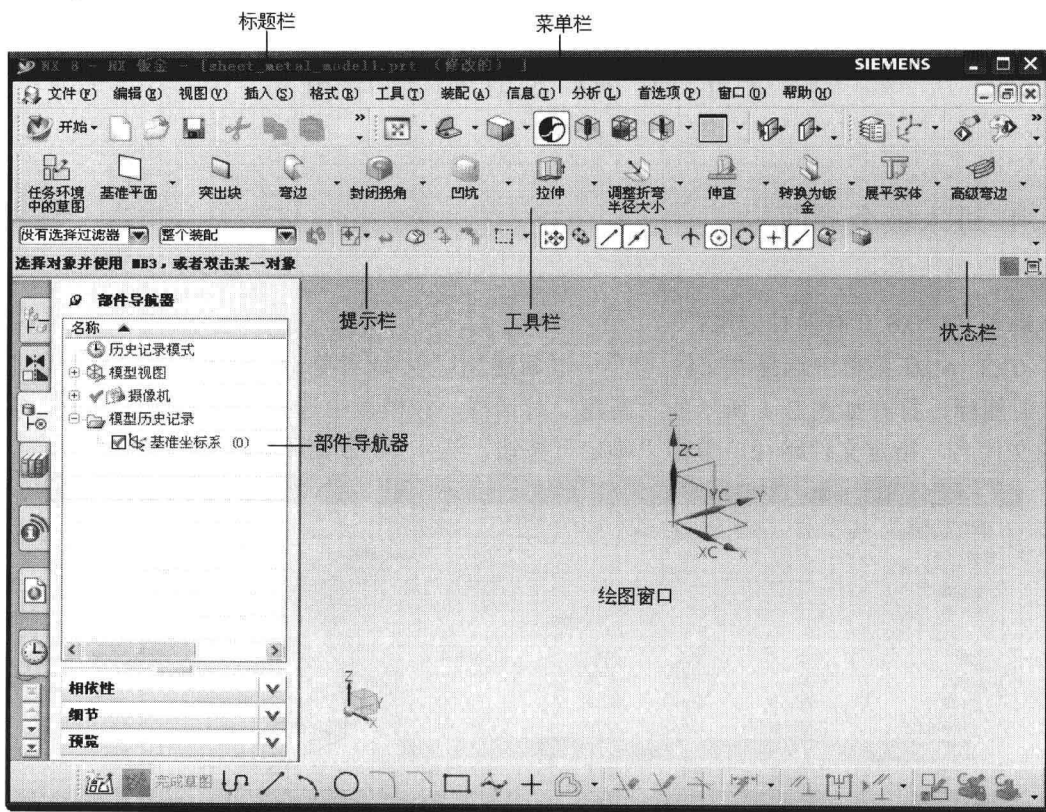 标题栏
菜单栏
NX 8 - NX 钣金 - [sheet_metal_model1.prt （修改的） ]
SIEMENS
文件(F) 编辑(E) 视图(V) 插入(S) 格式(R) 工具(T) 装配(A) 信息(I) 分析(L) 首选项(P) 窗口(O) 帮助(H)
开始
任务环境中的草图
基准平面
突出块
弯边
封闭拐角
凹坑
拉伸
调整折弯半径大小
伸直
转换为钣金
展平实体
高级弯边
没有选择过滤器
整个装配
选择对象并使用 MB3，或者双击某一对象
提示栏
工具栏
状态栏
部件导航器
名称
历史记录模式
模型视图
摄像机
模型历史记录
基准坐标系 (0)
部件导航器
Z
ZC
YC
Y
XC
X
绘图窗口
Z
Y
X
相依性
细节
预览
完成草图